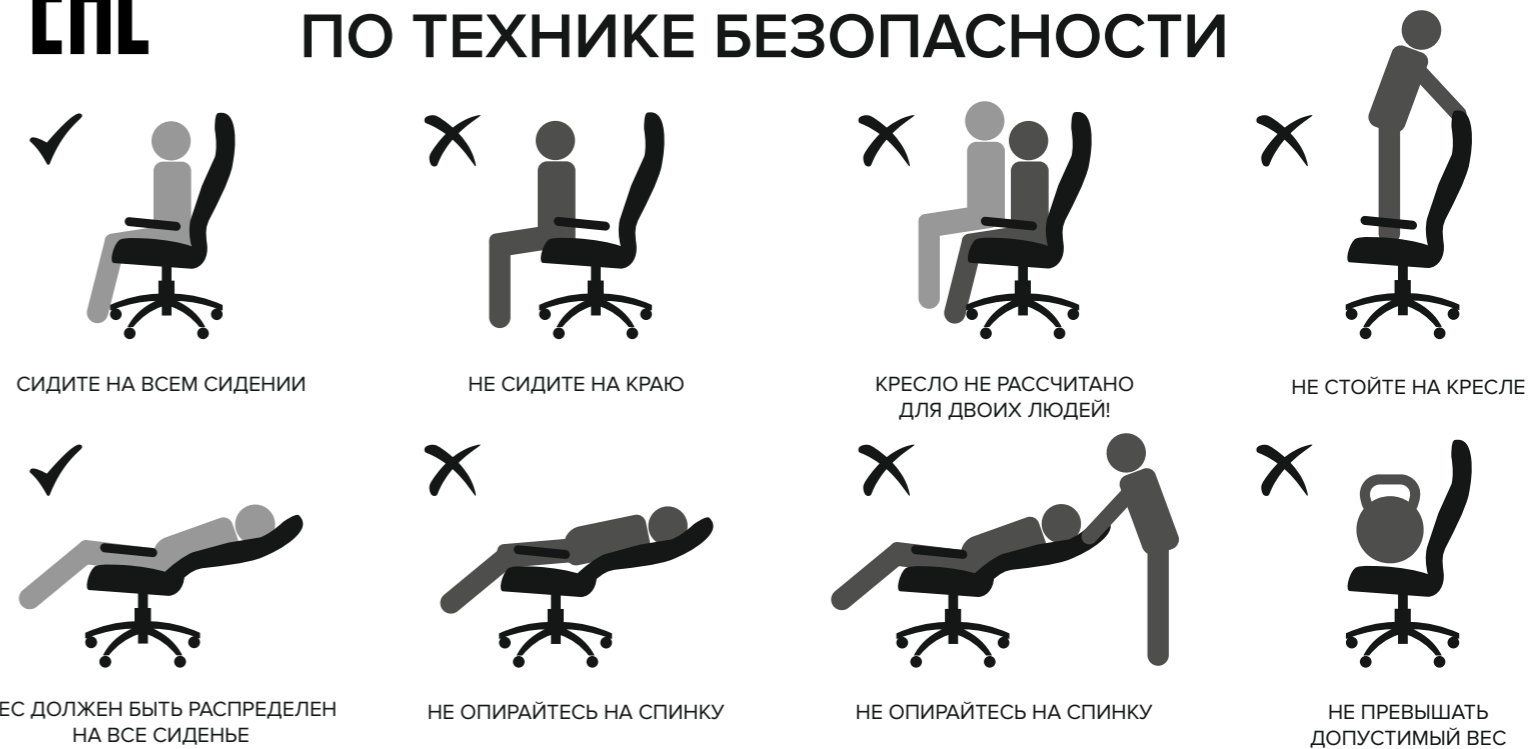 ЕАС
ПО ТЕХНИКЕ БЕЗОПАСНОСТИ
СИДИТЕ НА ВСЕМ СИДЕНИИ
НЕ СИДИТЕ НА КРАЮ
КРЕСЛО НЕ РАССЧИТАНО
ДЛЯ ДВОИХ ЛЮДЕЙ!
НЕ СТОЙТЕ НА КРЕСЛЕ
ЕС ДОЛЖЕН БЫТЬ РАСПРЕДЕЛЕН
НА ВСЕ СИДЕНЬЕ
НЕ ОПИРАЙТЕСЬ НА СПИНКУ
НЕ ОПИРАЙТЕСЬ НА СПИНКУ
НЕ ПРЕВЫШАТЬ
ДОПУСТИМЫЙ ВЕС